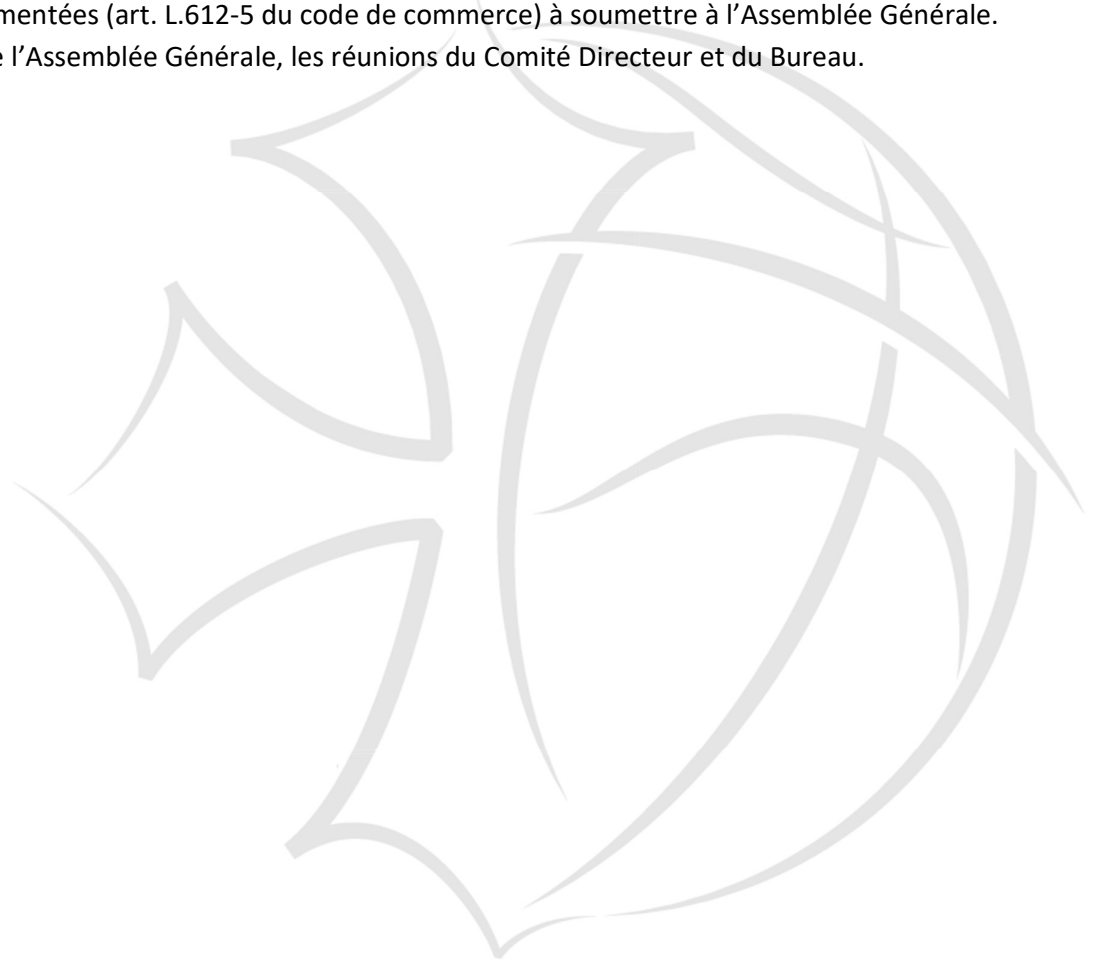 mentées (art. L.612-5 du code de commerce) à soumettre à l’Assemblée Générale.
l’Assemblée Générale, les réunions du Comité Directeur et du Bureau.